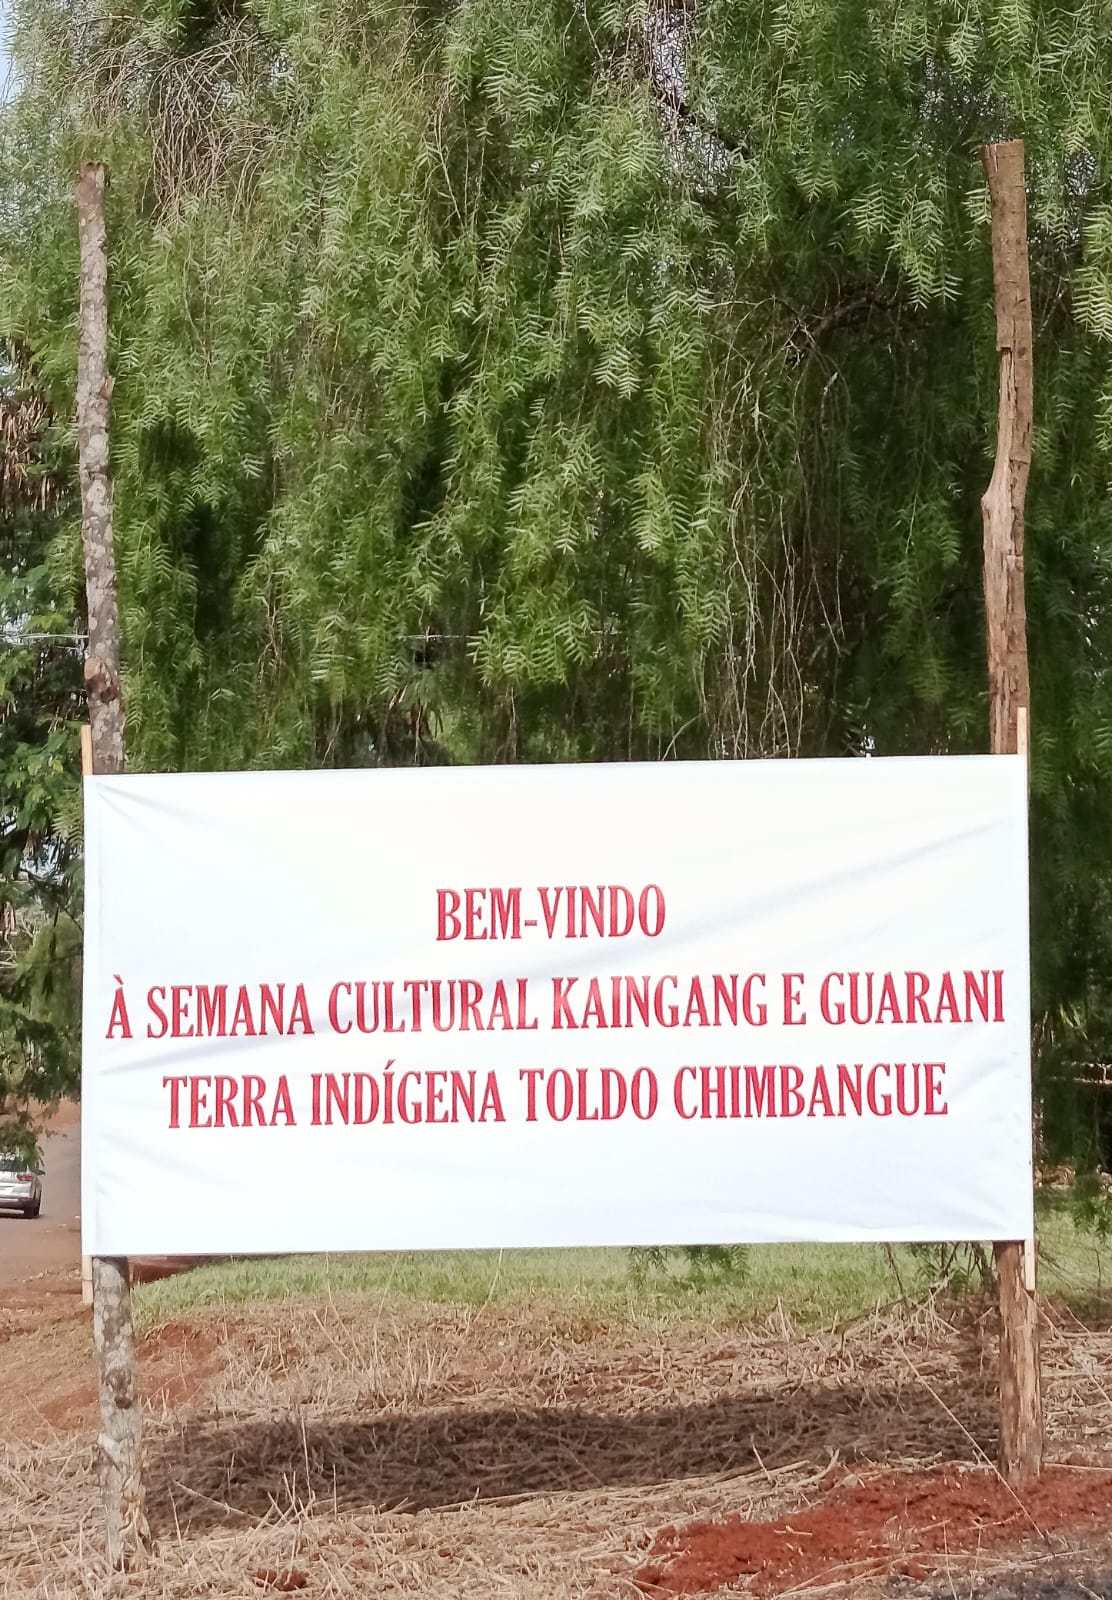 BEM-VINDO
À SEMANA CULTURAL KAINGANG E GUARANI
TERRA INDÍGENA TOLDO CHIMBANGUE